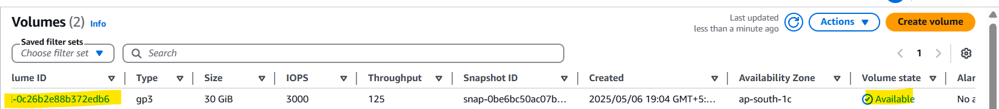 Volumes (2) Info
Last updated
less than a minute ago
Actions
Create volume
Saved filter sets
Choose filter set
Search
1
lume ID Type Size IOPS Throughput Snapshot ID Created Availability Zone Volume state Alar
-0c26b2e88b372edb6 gp3 30 GiB 3000 125 snap-0be6bc50ac07b... 2025/05/06 19:04 GMT+5:... ap-south-1c Available No a